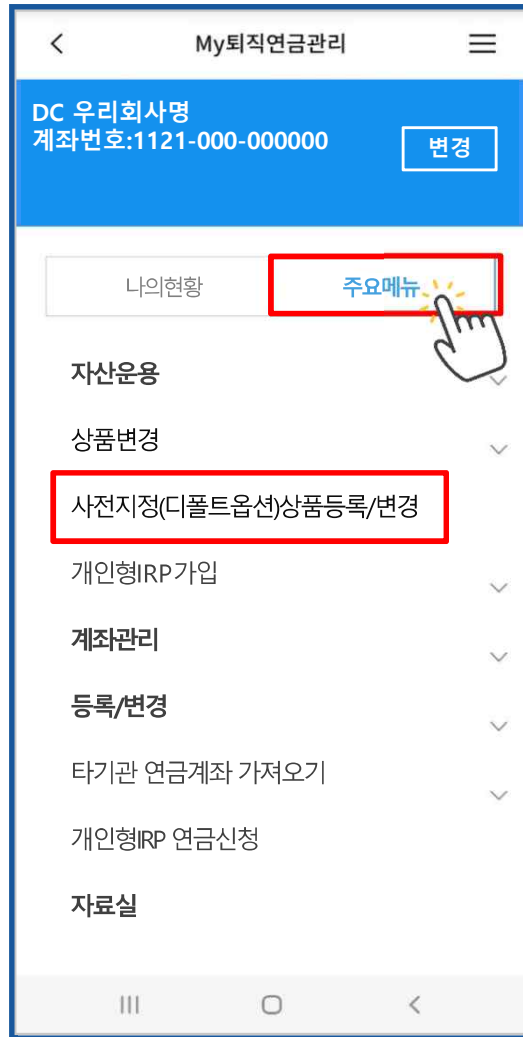 My퇴직연금관리
DC 우리회사명
계좌번호:1121-000-000000
변경
나의현황
주요메뉴
자산운용
상품변경
사전지정(디폴트옵션)상품등록/변경
개인형IRP가입
계좌관리
등록/변경
타기관 연금계좌 가져오기
개인형IRP 연금신청
자료실